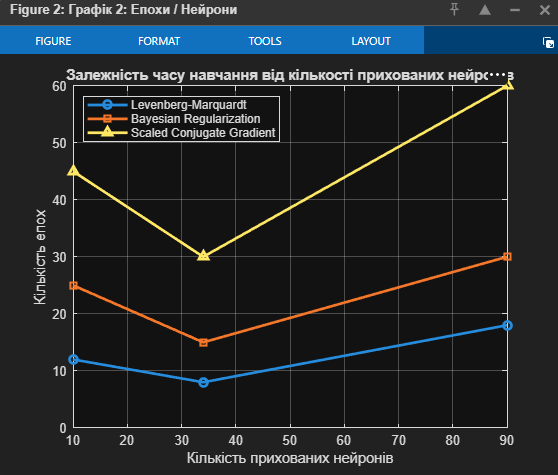 Figure 2: Графік 2: Епохи / Нейрони
FIGURE FORMAT TOOLS LAYOUT
Залежність часу навчання від кількості прихованих
Levenberg-Marquardt
Bayesian Regularization
Scaled Conjugate Gradient
Кількість епох
60
50
40
30
20
10
0
10 20 30 40 50 60 70 80 90
Кількість прихованих нейронів